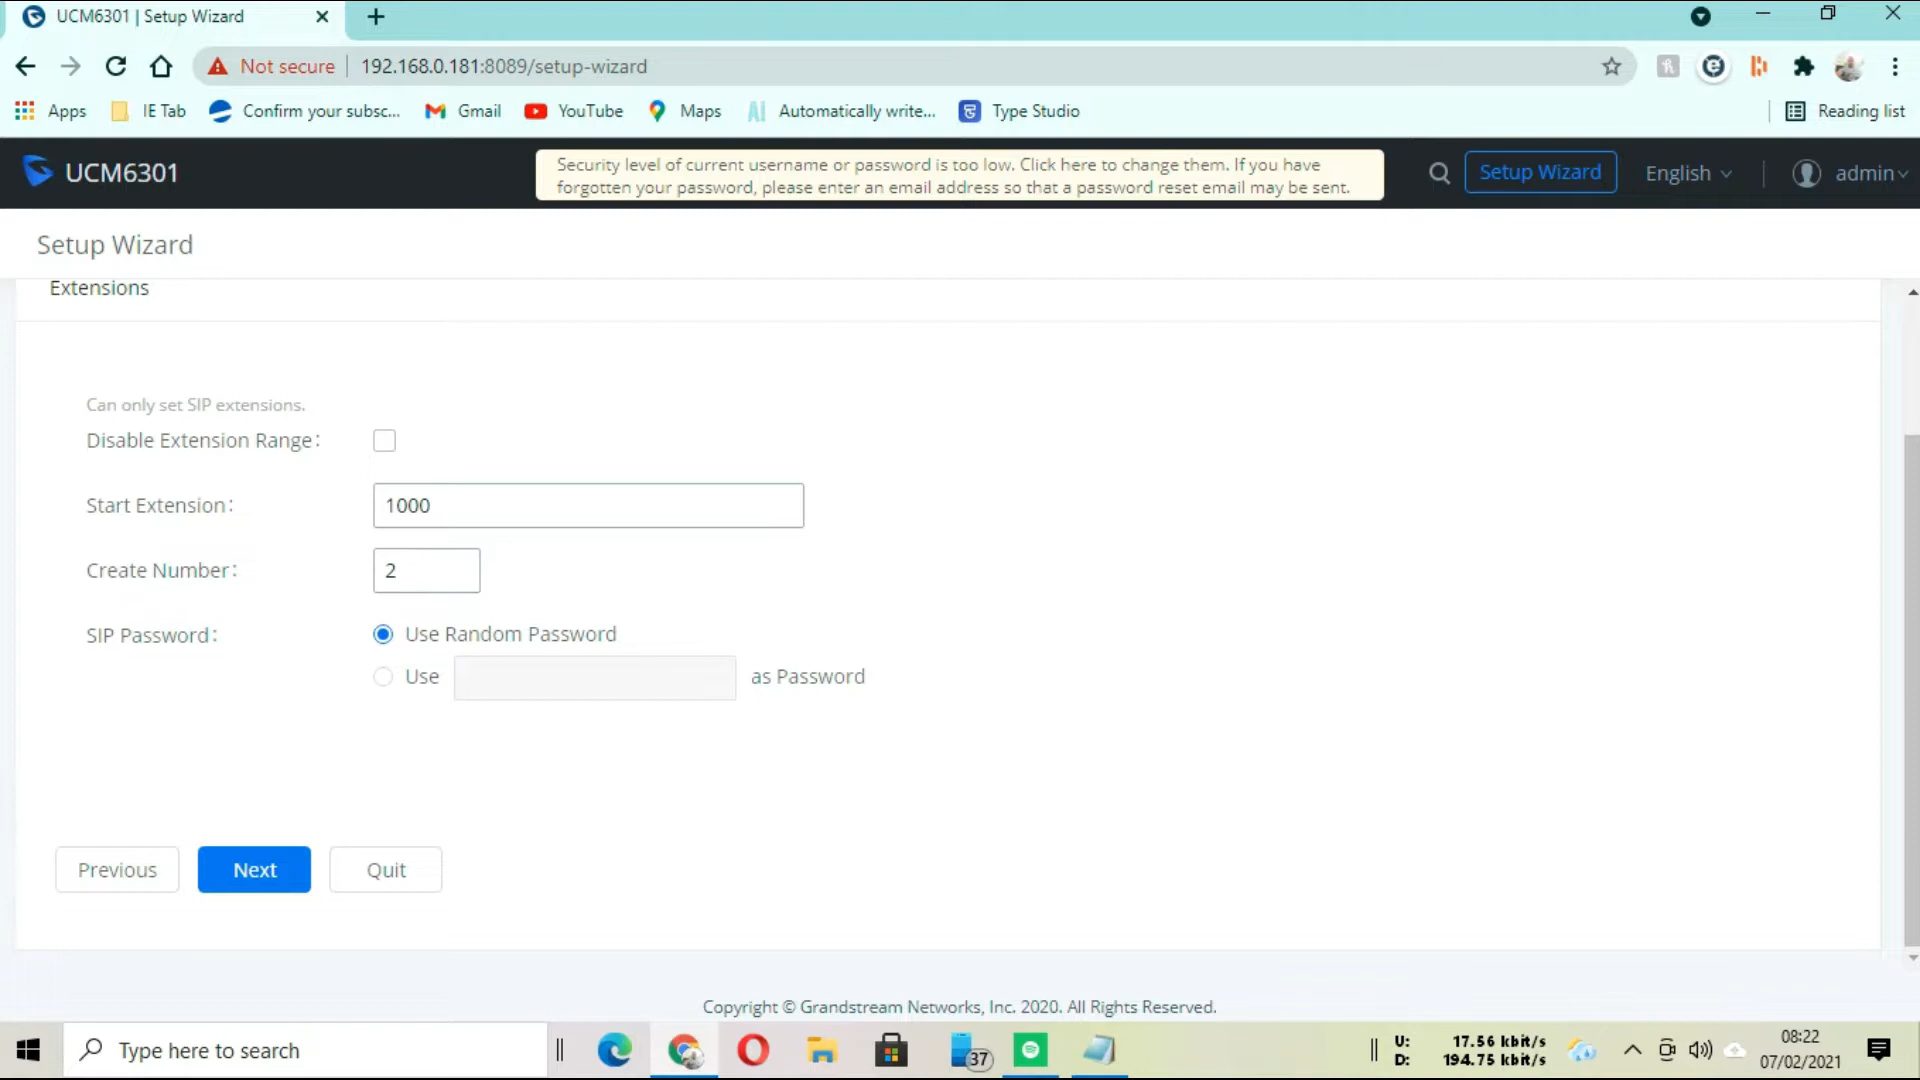 UCM6301 | Setup Wizard
Not secure
192.168.0.181:8089/setup-wizard
Apps
IE Tab
Confirm your subsc...
Gmail
YouTube
Maps
Automatically write...
Type Studio
Reading list
UCM6301
Security level of current username or password is too low. Click here to change them. If you have
forgotten your password, please enter an email address so that a password reset email may be sent.
Setup Wizard
English
admin
Setup Wizard
Extensions
Can only set SIP extensions.
Disable Extension Range:
Start Extension:
1000
Create Number:
2
SIP Password:
Use Random Password
Use
as Password
Previous
Next
Quit
Copyright © Grandstream Networks, Inc. 2020. All Rights Reserved.
Type here to search
37
U: 17.56 kbit/s
D: 194.75 kbit/s
08:22
07/02/2021